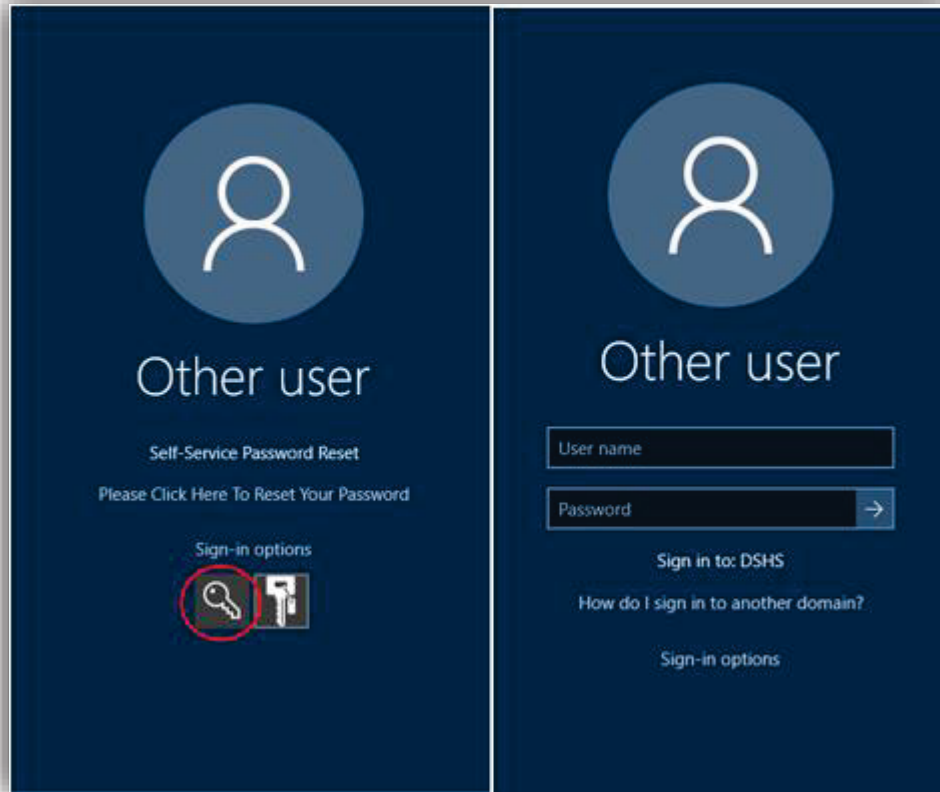 Other user
Self-Service Password Reset
Please Click Here To Reset Your Password
Sign-in options
Other user
User name
Password
Sign in to: DSHS
How do I sign in to another domain?
Sign-in options